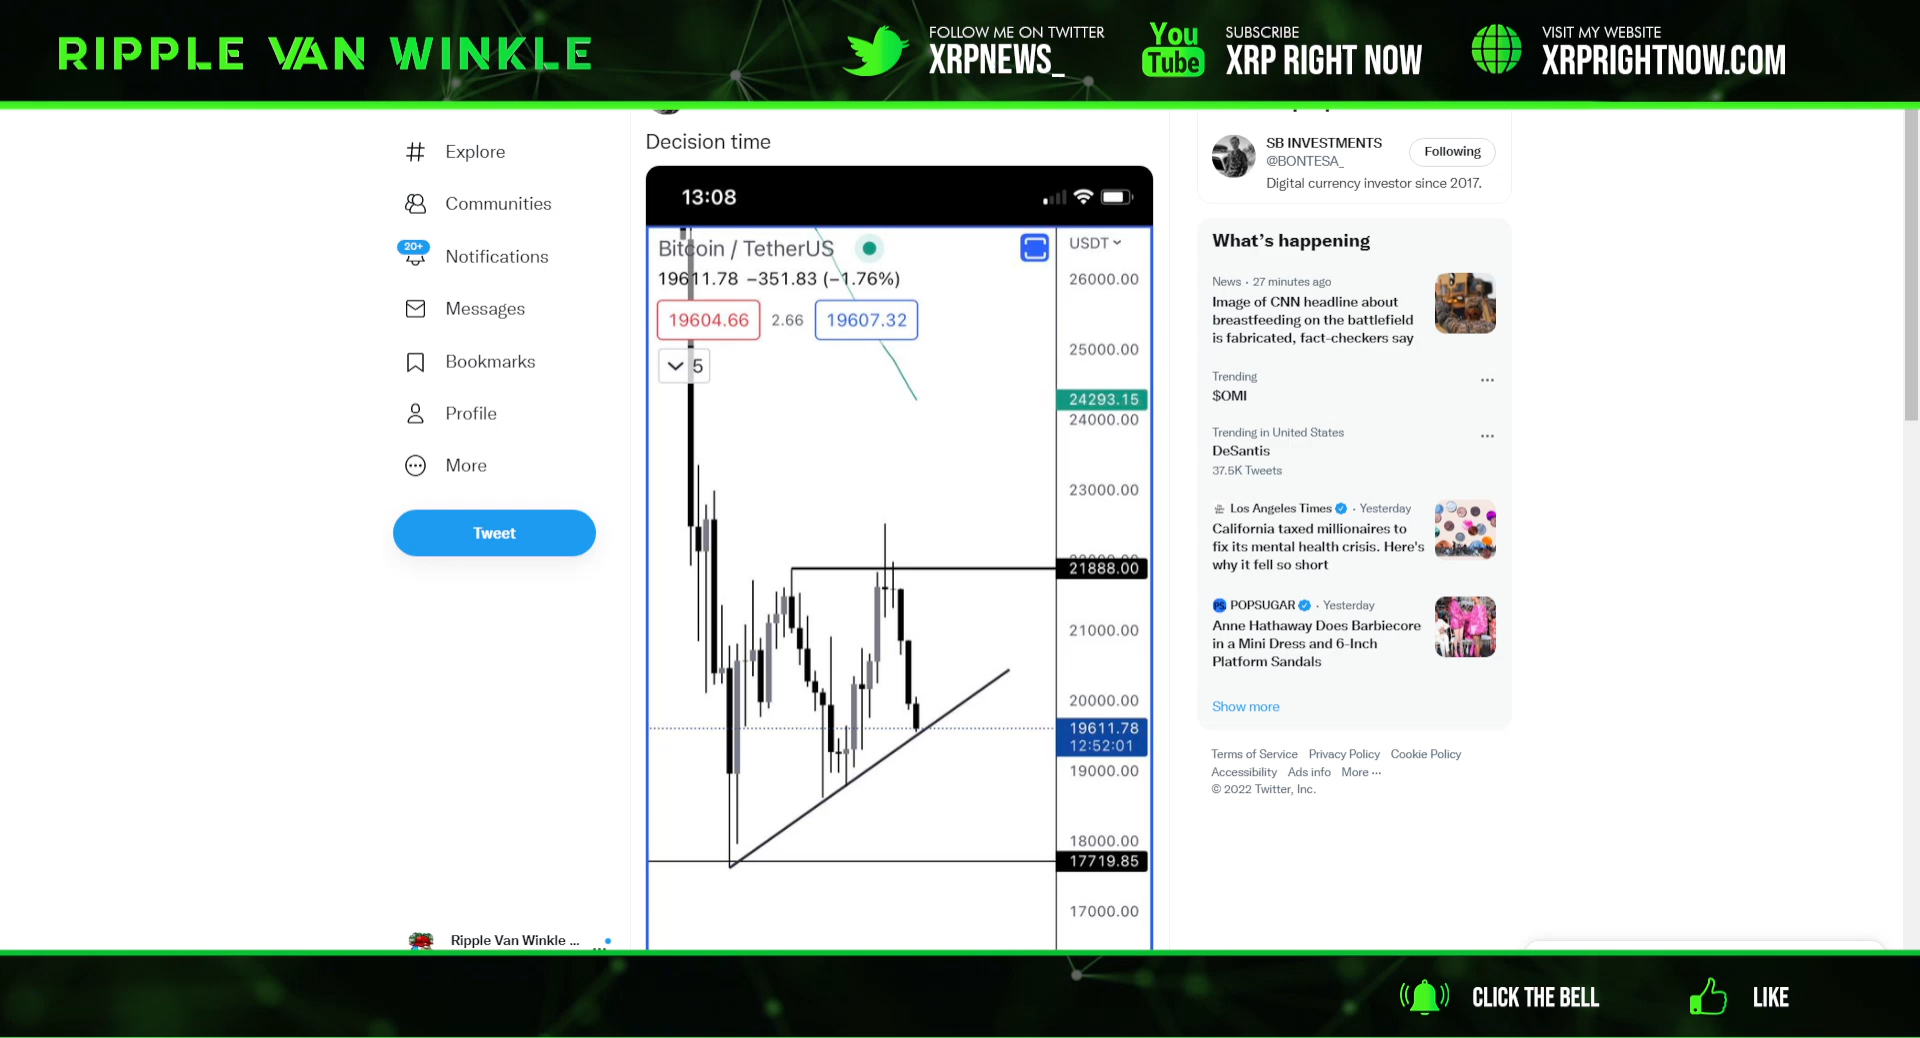 RIPPLE VAN WINKLE
FOLLOW ME ON TWITTER
XRPNEWS_
You
Tube
SUBSCRIBE
XRP RIGHT NOW
VISIT MY WEBSITE
XRPRIGHTNOW.COM
Explore
Communities
20+
Notifications
Messages
Bookmarks
Profile
More
Tweet
Ripple Van Winkle ...
Decision time
13:08
Bitcoin / TetherUS
19611.78 −351.83 (−1.76%)
19604.66 2.66 19607.32
5
USDT
26000.00
25000.00
24293.15
24000.00
23000.00
21888.00
21000.00
20000.00
19611.78
12:52:01
19000.00
18000.00
17719.85
17000.00
SB INVESTMENTS
@BONTESA_
Following
Digital currency investor since 2017.
What's happening
News · 27 minutes ago
Image of CNN headline about
breastfeeding on the battlefield
is fabricated, fact-checkers say
Trending
$OMI
Trending in United States
DeSantis
37.5K Tweets
Los Angeles Times · Yesterday
California taxed millionaires to
fix its mental health crisis. Here's
why it fell so short
PS POPSUGAR · Yesterday
Anne Hathaway Does Barbiecore
in a Mini Dress and 6-Inch
Platform Sandals
Show more
Terms of Service Privacy Policy Cookie Policy
Accessibility Ads info More ...
© 2022 Twitter, Inc.
CLICK THE BELL
LIKE